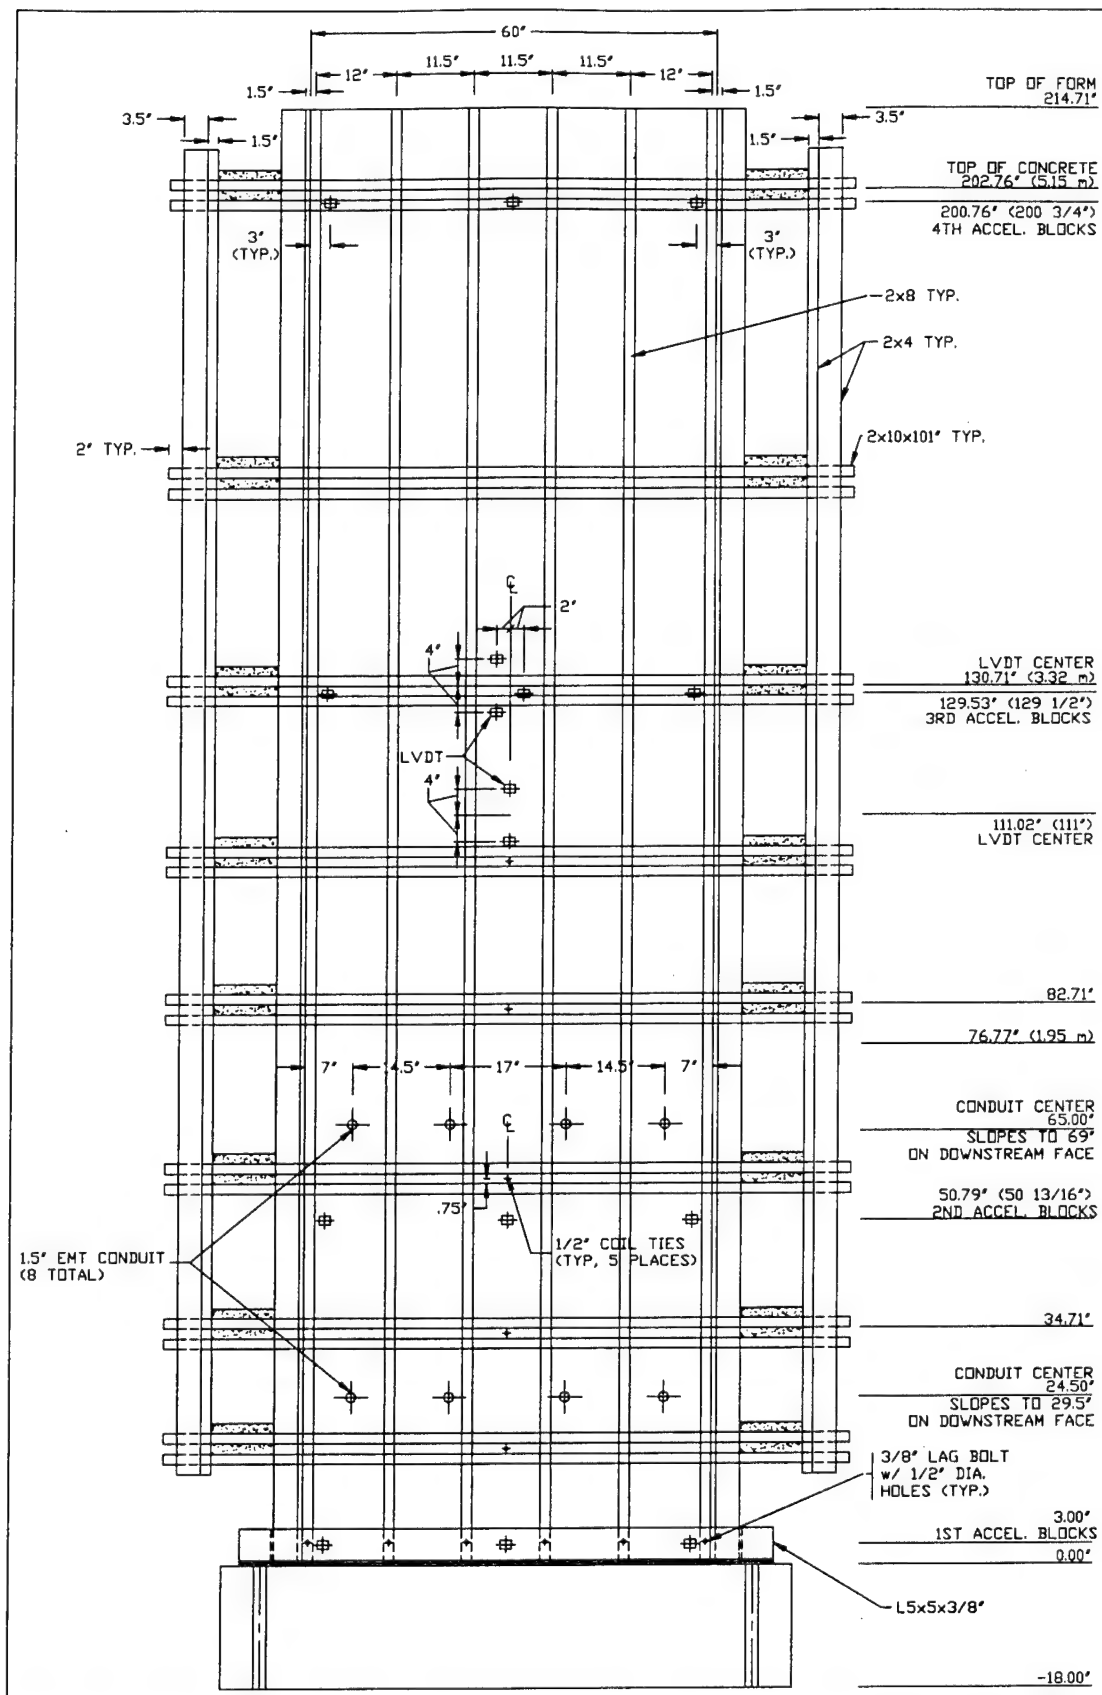 60"
12" 11.5" 11.5" 11.5" 12"
1.5" 1.5"
3.5" 3.5"
1.5" 1.5"
TOP OF FORM
214.71"
TOP OF CONCRETE
202.76" (5.15 m)
200.76" (200 3/4")
4TH ACCEL. BLOCKS
3"
(TYP.)
3"
(TYP.)
2x8 TYP.
2x4 TYP.
2" TYP.
2x10x101" TYP.
℄
2"
4"
LVDT CENTER
130.71" (3.32 m)
129.53" (129 1/2")
3RD ACCEL. BLOCKS
LVDT
4"
111.02" (111")
LVDT CENTER
82.71"
76.77" (1.95 m)
7" 14.5" 17" 14.5" 7"
CONDUIT CENTER
65.00"
SLOPES TO 69"
ON DOWNSTREAM FACE
℄
.75"
50.79" (50 13/16")
2ND ACCEL. BLOCKS
1.5" EMT CONDUIT
(8 TOTAL)
1/2" COIL TIES
(TYP, 5 PLACES)
34.71"
CONDUIT CENTER
24.50"
SLOPES TO 29.5"
ON DOWNSTREAM FACE
3/8" LAG BOLT
w/ 1/2" DIA.
HOLES (TYP.)
3.00"
1ST ACCEL. BLOCKS
0.00"
L5x5x3/8"
-18.00"